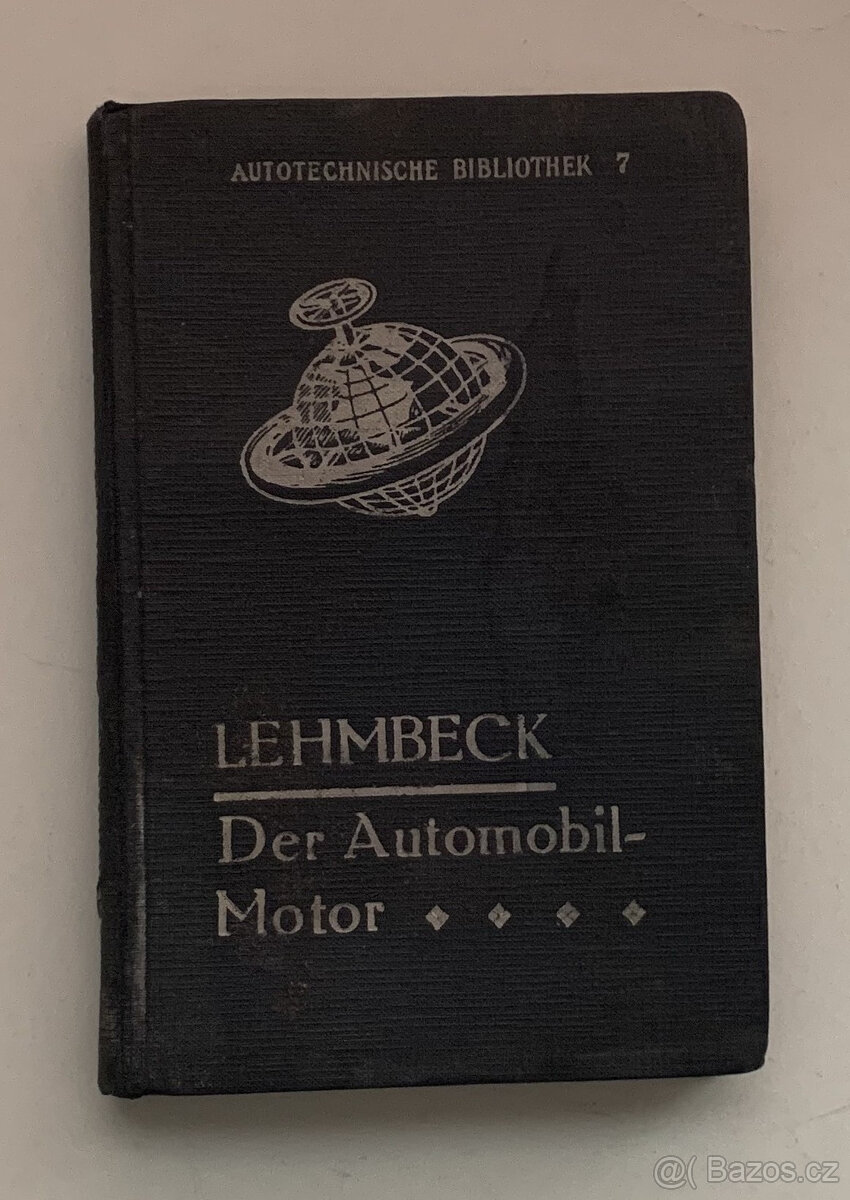 AUTOTECHNISCHE BIBLIOTHEK 7
LEHMBECK
Der Automobil-
Motor
@( Bazos.cz